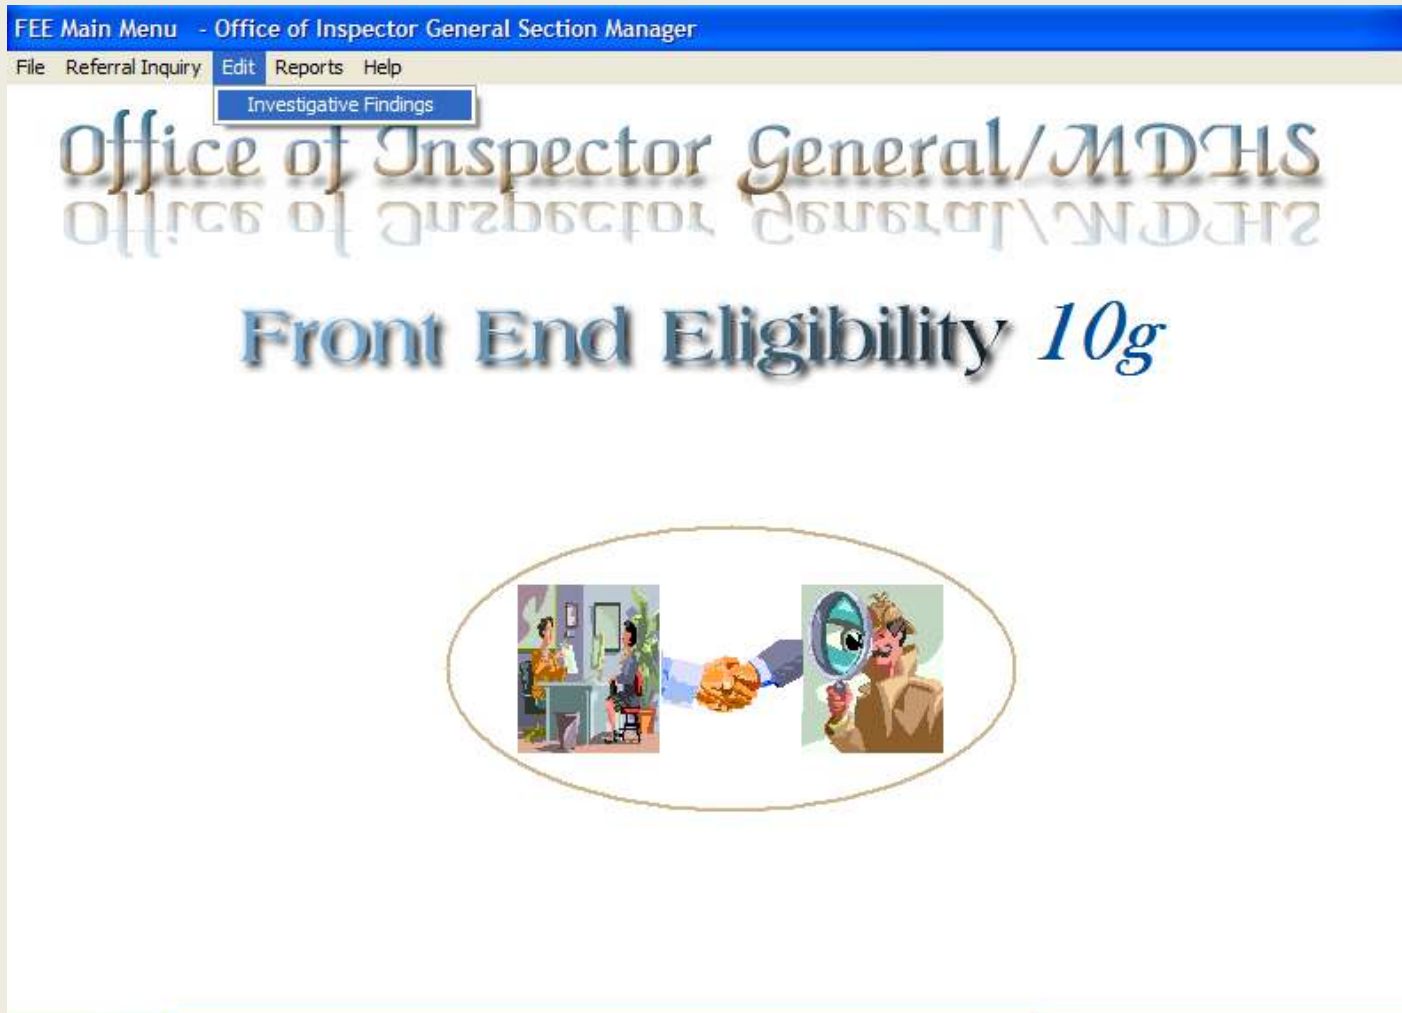 FEE Main Menu - Office of Inspector General Section Manager
File Referral Inquiry Edit Reports Help
Investigative Findings
Office of Inspector General/MDHS
Front End Eligibility 10g